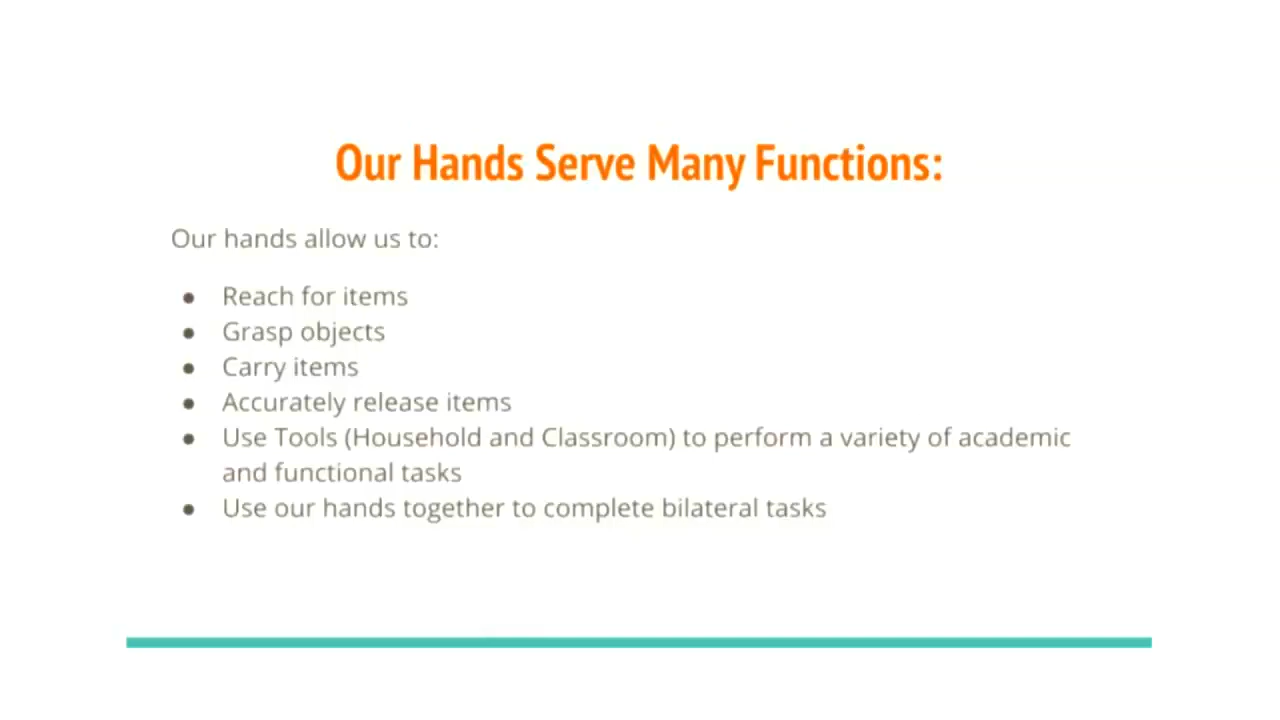 Our Hands Serve Many Functions:
Our hands allow us to:
● Reach for items
● Grasp objects
● Carry items
● Accurately release items
● Use Tools (Household and Classroom) to perform a variety of academic
and functional tasks
● Use our hands together to complete bilateral tasks